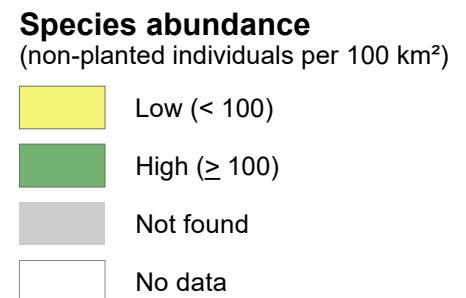 Species abundance
(non-planted individuals per 100 km²)
Low (< 100)
High (≥ 100)
Not found
No data